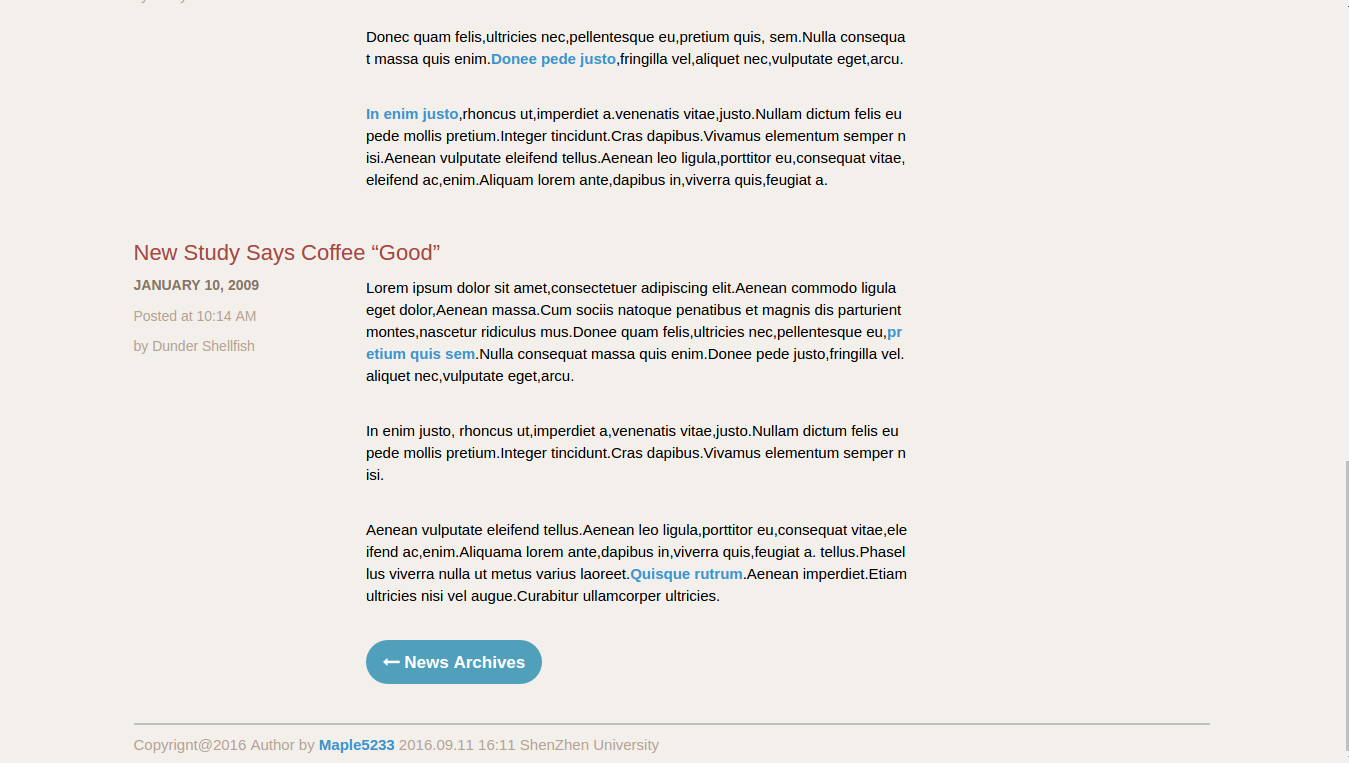 Donec quam felis,ultricies nec,pellentesque eu,pretium quis, sem.Nulla consequa
t massa quis enim.Donee pede justo,fringilla vel,aliquet nec,vulputate eget,arcu.
In enim justo,rhoncus ut,imperdiet a.venenatis vitae,justo.Nullam dictum felis eu
pede mollis pretium.Integer tincidunt.Cras dapibus.Vivamus elementum semper n
isi.Aenean vulputate eleifend tellus.Aenean leo ligula,porttitor eu,consequat vitae,
eleifend ac,enim.Aliquam lorem ante,dapibus in,viverra quis,feugiat a.
New Study Says Coffee “Good”
JANUARY 10, 2009
Posted at 10:14 AM
by Dunder Shellfish
Lorem ipsum dolor sit amet,consectetuer adipiscing elit.Aenean commodo ligula
eget dolor,Aenean massa.Cum sociis natoque penatibus et magnis dis parturient
montes,nascetur ridiculus mus.Donee quam felis,ultricies nec,pellentesque eu,pr
etium quis sem.Nulla consequat massa quis enim.Donee pede justo,fringilla vel.
aliquet nec,vulputate eget,arcu.
In enim justo, rhoncus ut,imperdiet a,venenatis vitae,justo.Nullam dictum felis eu
pede mollis pretium.Integer tincidunt.Cras dapibus.Vivamus elementum semper n
isi.
Aenean vulputate eleifend tellus.Aenean leo ligula,porttitor eu,consequat vitae,ele
ifend ac,enim.Aliquama lorem ante,dapibus in,viverra quis,feugiat a. tellus.Phasel
lus viverra nulla ut metus varius laoreet.Quisque rutrum.Aenean imperdiet.Etiam
ultricies nisi vel augue.Curabitur ullamcorper ultricies.
← News Archives
Copyrignt@2016 Author by Maple5233 2016.09.11 16:11 ShenZhen University